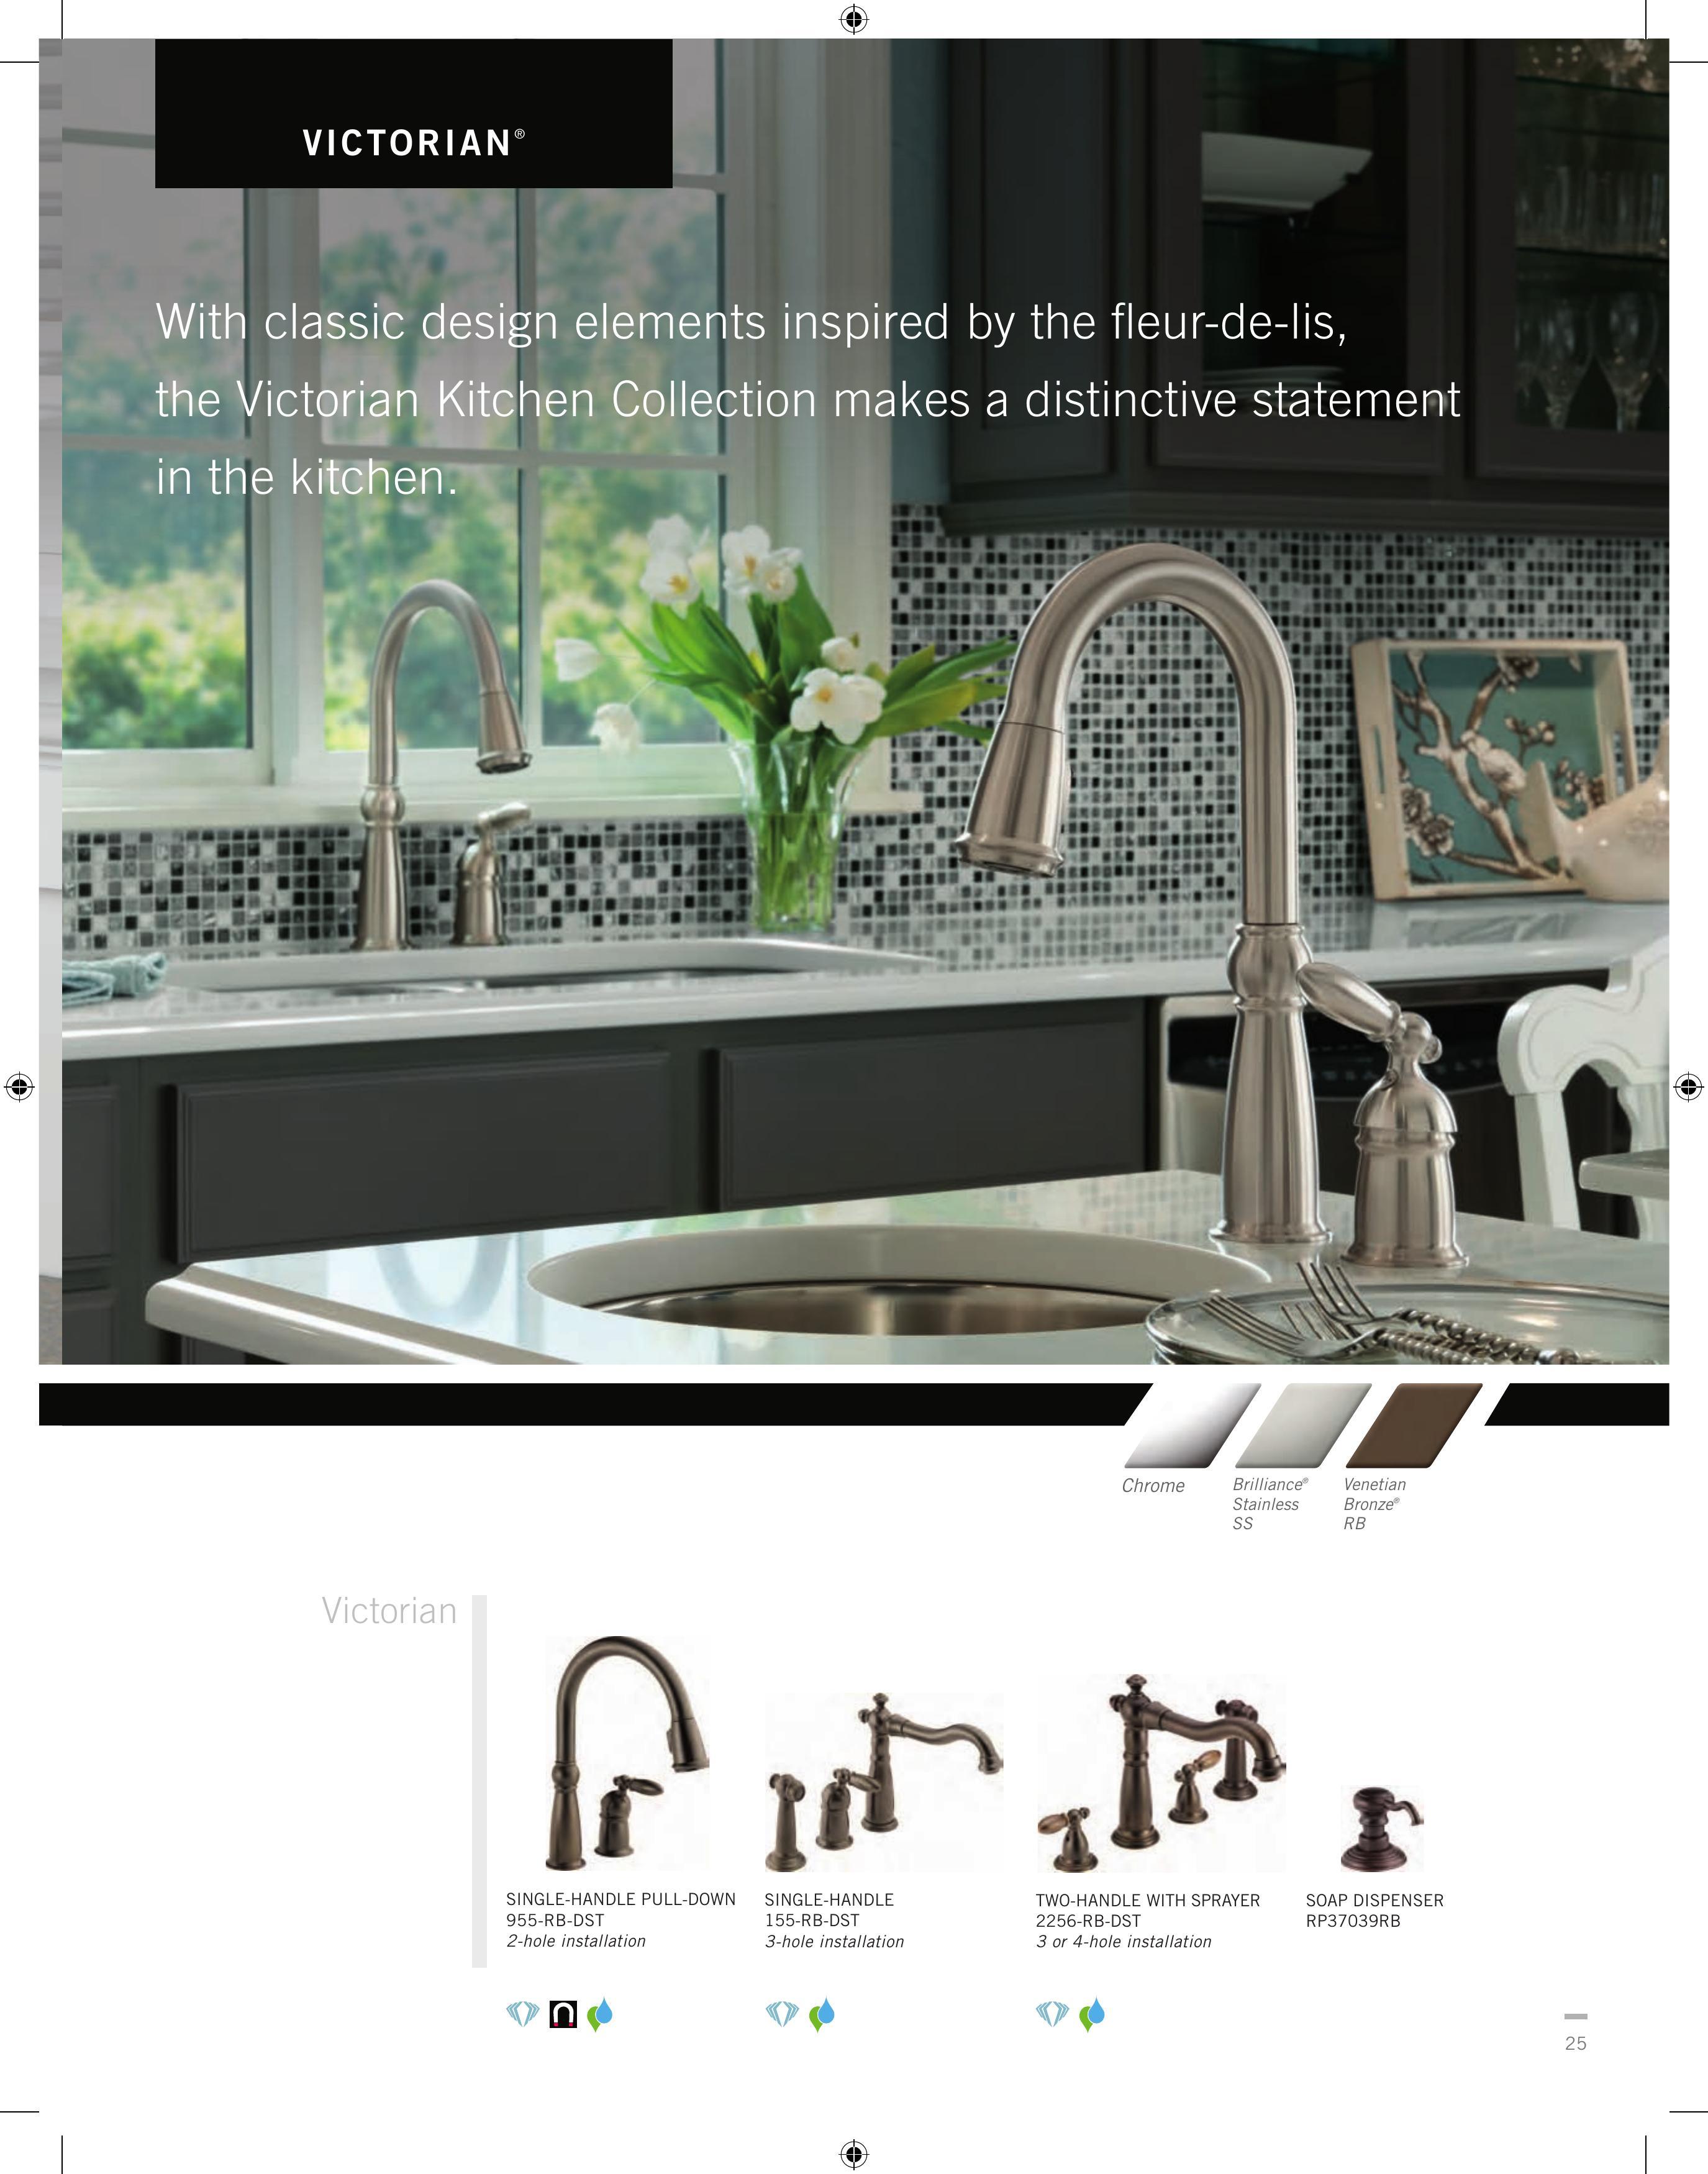 VICTORIAN®
With classic design elements inspired by the fleur-de-lis,
the Victorian Kitchen Collection makes a distinctive statement
in the kitchen.
Chrome
Brilliance®
Stainless
SS
Venetian
Bronze®
RB
Victorian
SINGLE-HANDLE PULL-DOWN
955-RB-DST
2-hole installation
SINGLE-HANDLE
155-RB-DST
3-hole installation
TWO-HANDLE WITH SPRAYER
2256-RB-DST
3 or 4-hole installation
SOAP DISPENSER
RP37039RB
25